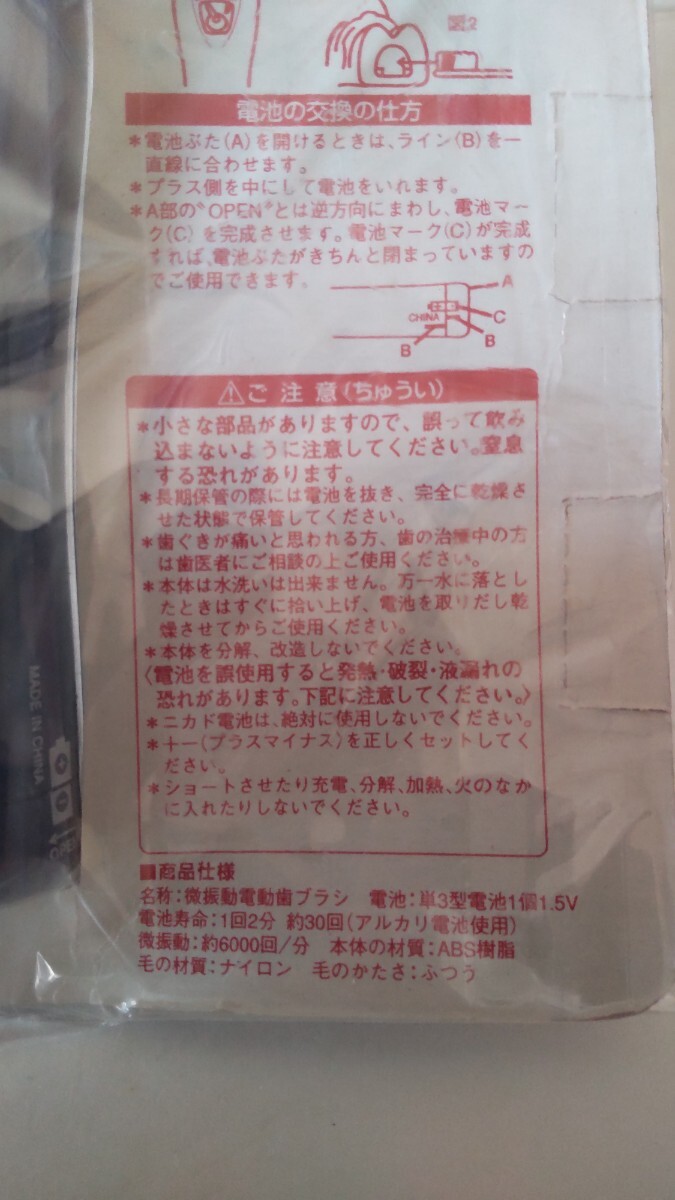 図2
電池の交換の仕方
*電池ぶた(A)を開けるときは、ライン(B)を一
直線に合わせます。
*プラス側を中にして電池をいれます。
*A部の"OPEN"とは逆方向にまわし、電池マー
ク(C)を完成させます。電池マーク(C)が完成
すれば、電池ぶたがきちんと閉まっていますの
でご使用できます。
A
C
CHINA
B
B
⚠ご注意(ちゅうい)
*小さな部品がありますので、誤って飲み
込まないように注意してください。窒息
する恐れがあります。
*長期保管の際には電池を抜き、完全に乾燥さ
せた状態で保管してください。
*歯ぐきが痛いと思われる方、歯の治療中の方
は歯医者にご相談の上ご使用ください。
*本体は水洗いは出来ません。万一水に落とし
たときはすぐに拾い上げ、電池を取りだし乾
燥させてからご使用ください。
*本体を分解、改造しないでください。
〈電池を誤使用すると発熱・破裂・液漏れの
恐れがあります。下記に注意してください。〉
*ニカド電池は、絶対に使用しないでください。
*+−(プラスマイナス)を正しくセットしてく
ださい。
*ショートさせたり充電、分解、加熱、火のなか
に入れたりしないでください。
MADE IN CHINA
■商品仕様
名称:微振動電動歯ブラシ 電池:単3型電池1個1.5V
電池寿命:1回2分 約30回(アルカリ電池使用)
微振動:約6000回/分 本体の材質:ABS樹脂
毛の材質:ナイロン 毛のかたさ:ふつう